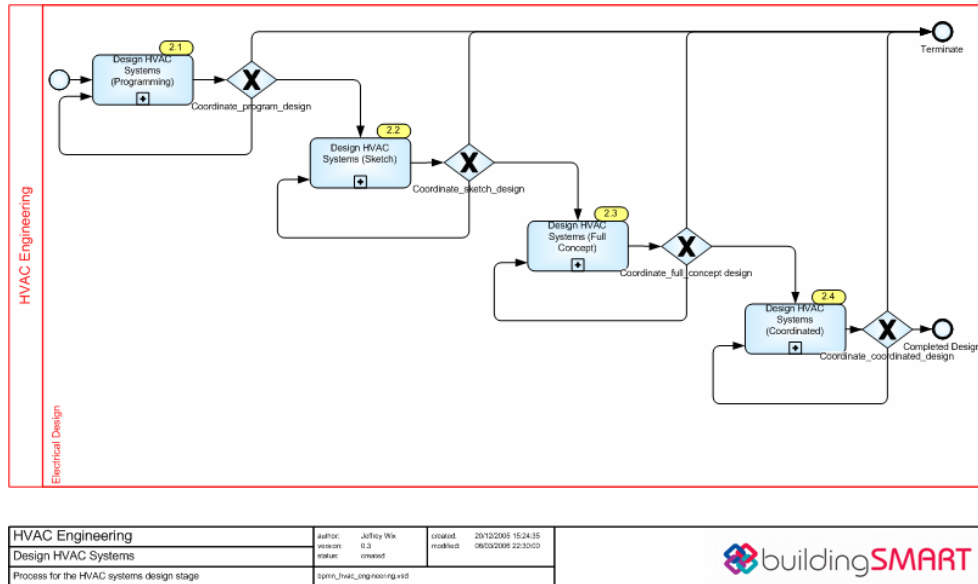 2.1
Design HVAC
Systems
(Programming)
Coordinate_program_design
Terminate
2.2
Design HVAC
Systems (Sketch)
Coordinate_sketch_design
2.3
Design HVAC
Systems (Full
Concept)
Coordinate_full_concept design
2.4
Design HVAC
Systems
(Coordinated)
Coordinate_coordinated_design
Completed Design
HVAC Engineering
Electrical Design
HVAC Engineering
Design HVAC Systems
Process for the HVAC systems design stage
author: Jeffrey Wix
version: 0.3
status: created
created: 20/12/2005 15:24:35
modified: 06/03/2006 22:30:00
bpmn_hvac_engineering.vsd
buildingSMART